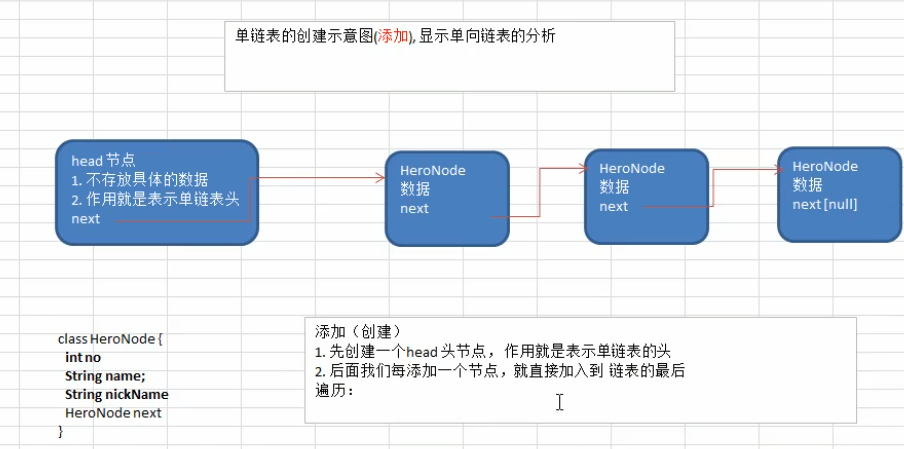 单链表的创建示意图(添加), 显示单向链表的分析
head 节点
1. 不存放具体的数据
2. 作用就是表示单链表头
next
HeroNode
数据
next
HeroNode
数据
next
HeroNode
数据
next [null]
class HeroNode {
int no
String name;
String nickName
HeroNode next
}
添加（创建）
1. 先创建一个head 头节点，作用就是表示单链表的头
2. 后面我们每添加一个节点，就直接加入到 链表的最后
遍历：